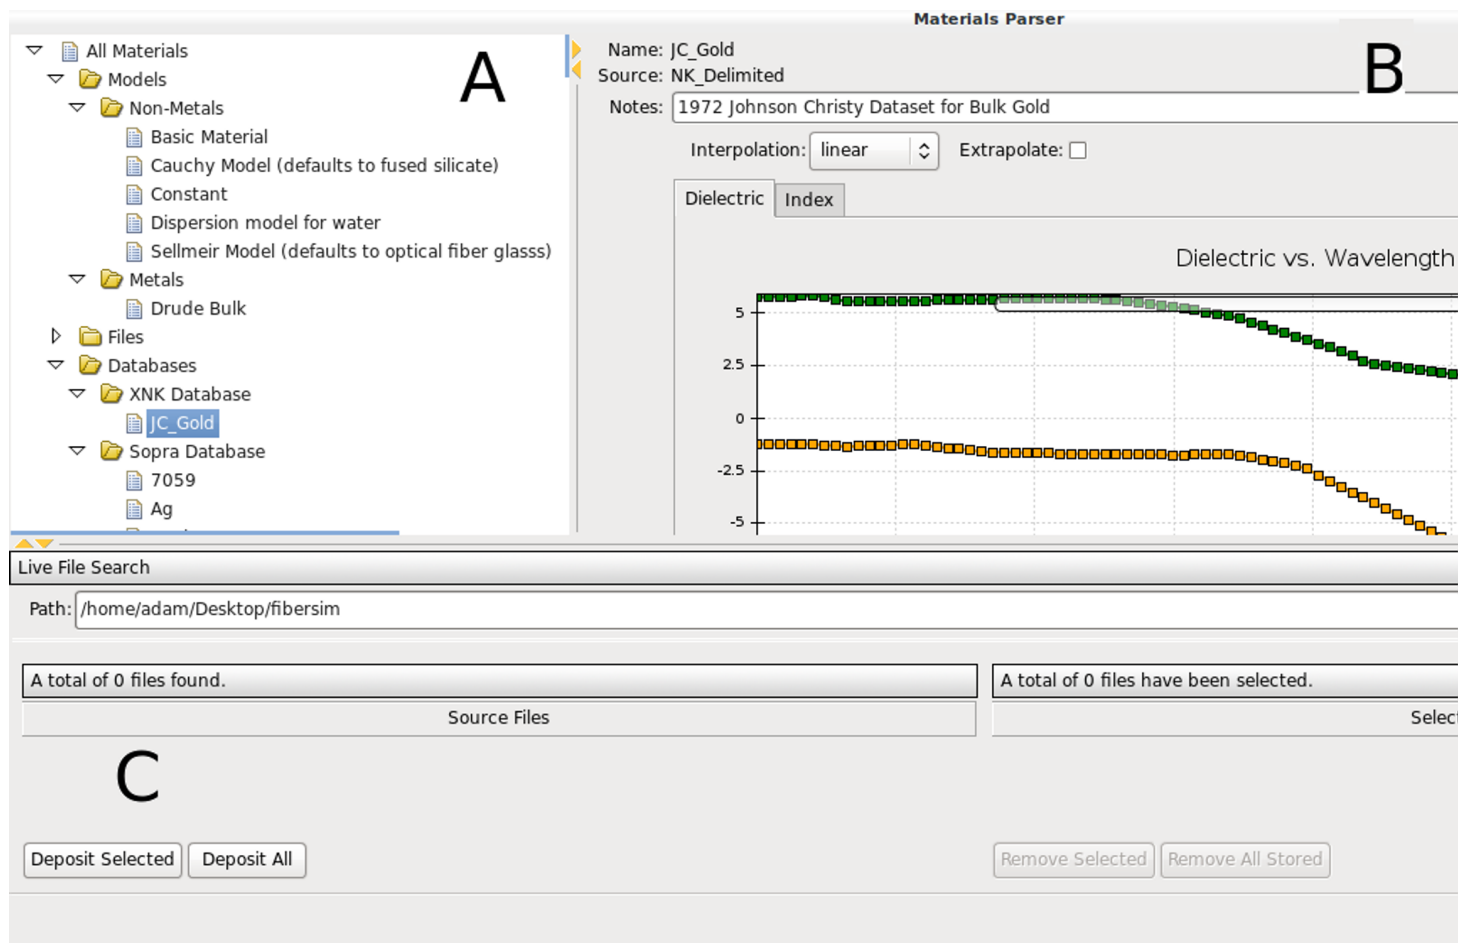 Materials Parser
All Materials
Models
Non-Metals
Basic Material
Cauchy Model (defaults to fused silicate)
Constant
Dispersion model for water
Sellmeir Model (defaults to optical fiber glasss)
Metals
Drude Bulk
Files
Databases
XNK Database
JC_Gold
Sopra Database
7059
Ag
A
Name: JC_Gold
Source: NK_Delimited
Notes: 1972 Johnson Christy Dataset for Bulk Gold
B
Interpolation: linear Extrapolate:
Dielectric Index
Dielectric vs. Wavelength
5
2.5
0
-2.5
-5
Live File Search
Path: /home/adam/Desktop/fibersim
A total of 0 files found. A total of 0 files have been selected.
Source Files Selec
C
Deposit Selected Deposit All Remove Selected Remove All Stored